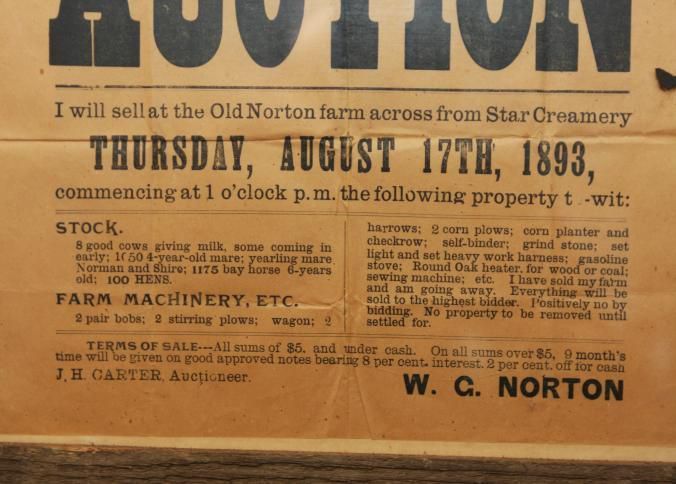 AUCTION
I will sell at the Old Norton farm across from Star Creamery
THURSDAY, AUGUST 17TH, 1893,
commencing at 1 o'clock p.m. the following property t -wit:
STOCK.
8 good cows giving milk, some coming in
early; 1050 4-year-old mare; yearling mare
Norman and Shire; 1175 bay horse 6-years
old; 100 HENS.
FARM MACHINERY, ETC.
2 pair bobs; 2 stirring plows; wagon; 2
harrows; 2 corn plows; corn planter and
checkrow; self-binder; grind stone; set
light and set heavy work harness; gasoline
stove; Round Oak heater, for wood or coal;
sewing machine; etc. I have sold my farm
and am going away. Everything will be
sold to the highest bidder. Positively no by
bidding. No property to be removed until
settled for.
TERMS OF SALE---All sums of $5, and under cash. On all sums over $5, 9 month's
time will be given on good approved notes bearing 8 per cent. interest. 2 per cent. off for cash
J. H. CARTER, Auctioneer.
W. G. NORTON